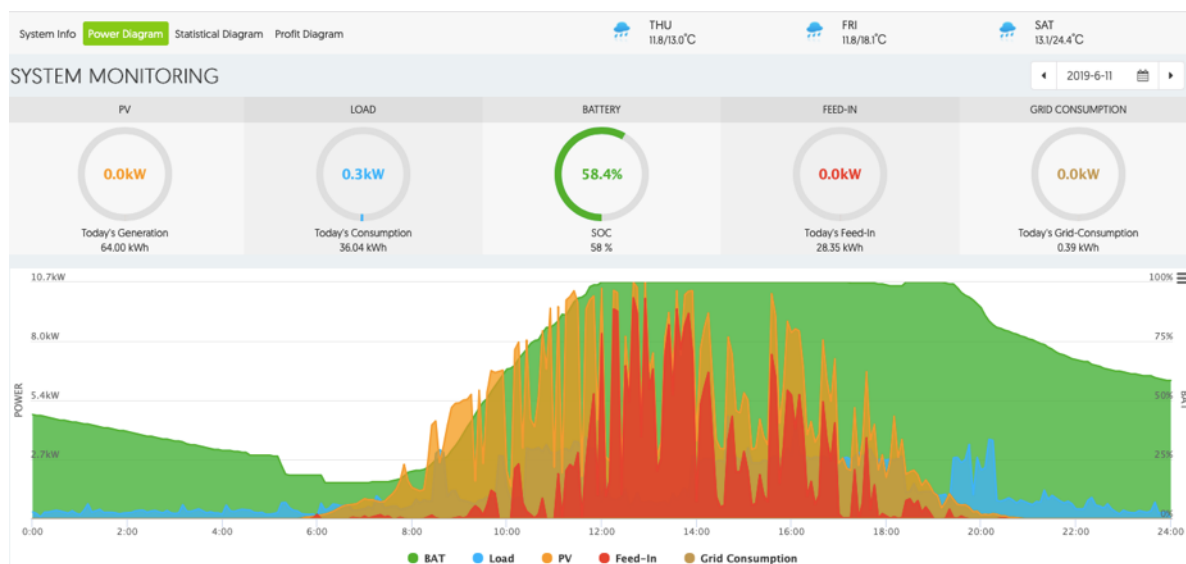 System Info Power Diagram Statistical Diagram Profit Diagram
THU
11.8/13.0°C
FRI
11.8/18.1°C
SAT
13.1/24.4°C
SYSTEM MONITORING
2019-6-11
PV LOAD BATTERY FEED-IN GRID CONSUMPTION
0.0kW 0.3kW 58.4% 0.0kW 0.0kW
Today's Generation Today's Consumption SOC Today's Feed-In Today's Grid-Consumption
64.00 kWh 36.04 kWh 58 % 28.35 kWh 0.39 kWh
10.7kW 100%
8.0kW 75%
5.4kW 50%
2.7kW 25%
0%
POWER
BAT
0:00 2:00 4:00 6:00 8:00 10:00 12:00 14:00 16:00 18:00 20:00 22:00 24:00
BAT Load PV Feed-In Grid Consumption